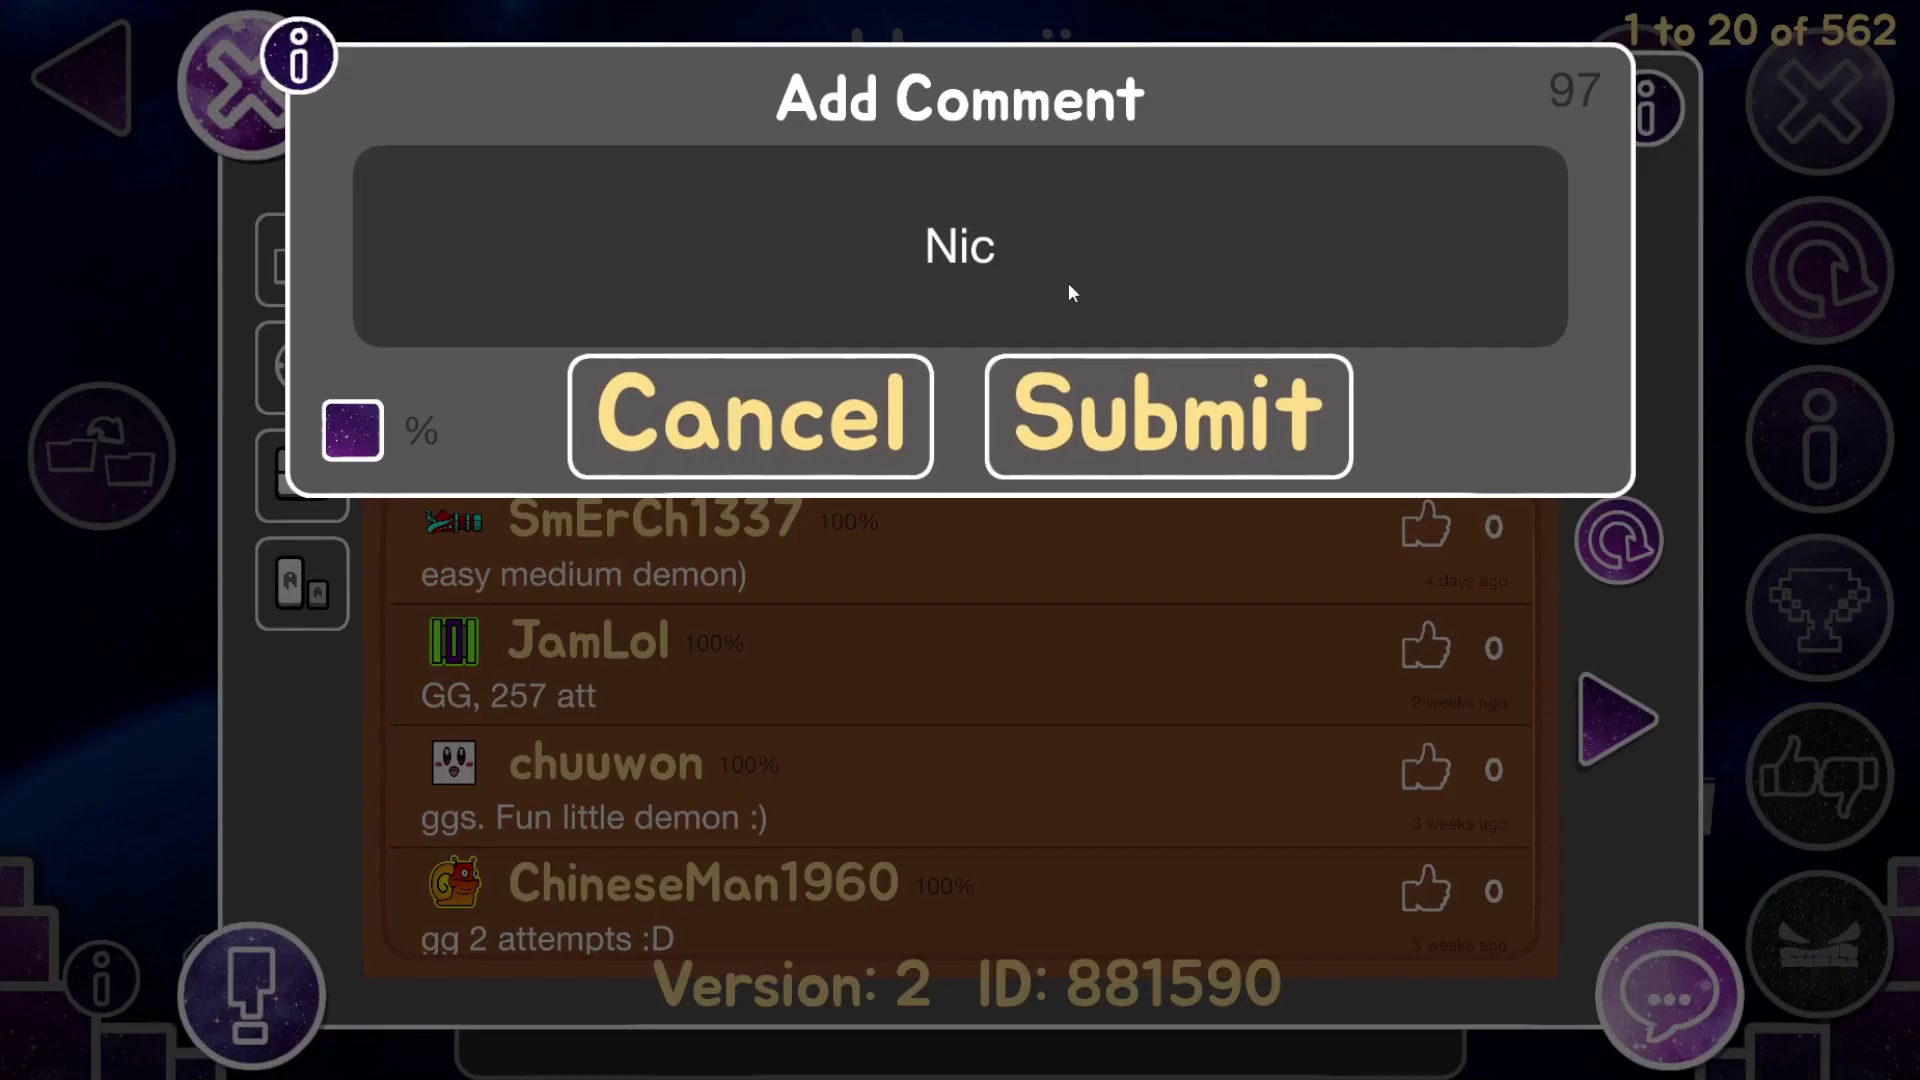 1 to 20 of 562
Add Comment
97
Nic
%
Cancel
Submit
SmErCh1337 100%
0
easy medium demon)
4 days ago
JamLol 100%
0
GG, 257 att
2 weeks ago
chuuwon 100%
0
ggs. Fun little demon :)
3 weeks ago
ChineseMan1960 100%
0
gg 2 attempts :D
3 weeks ago
Version: 2 ID: 881590